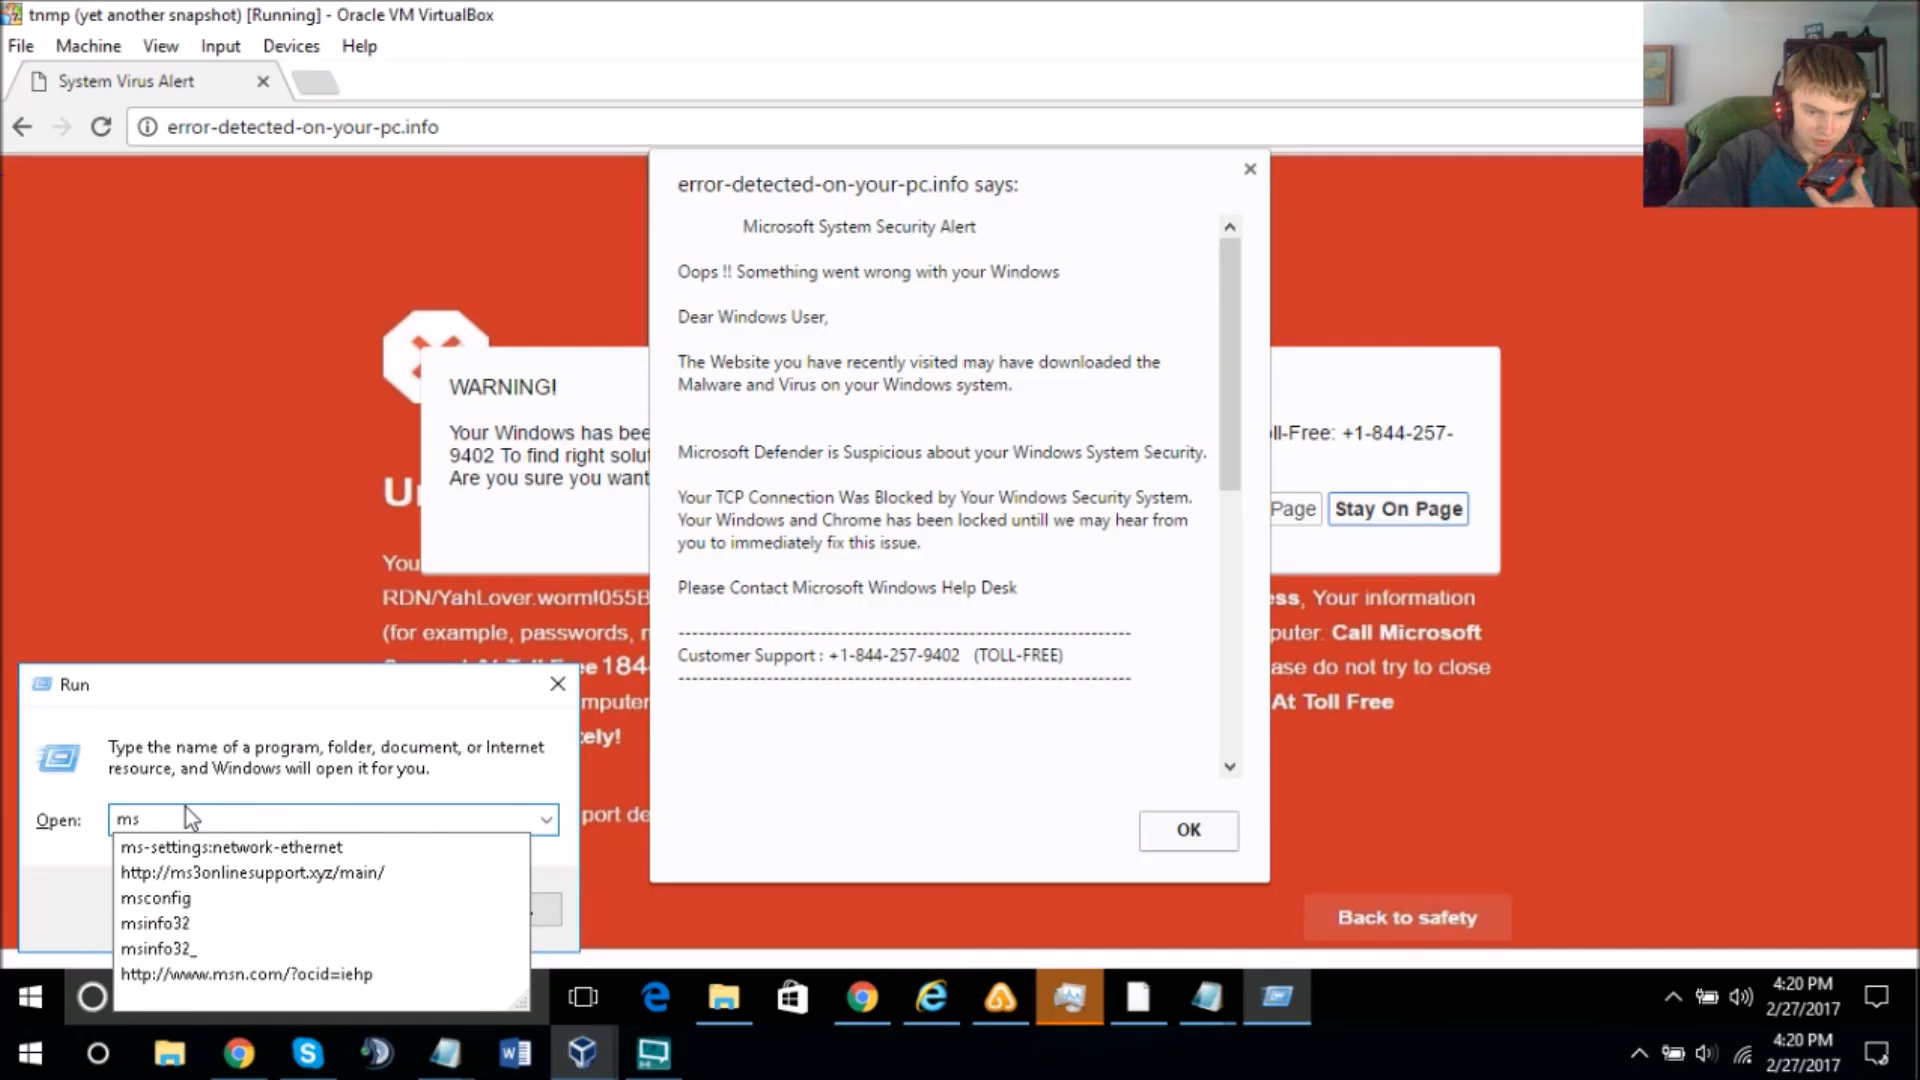 tnmp (yet another snapshot) [Running] - Oracle VM VirtualBox
File Machine View Input Devices Help
System Virus Alert
error-detected-on-your-pc.info
error-detected-on-your-pc.info says:
Microsoft System Security Alert
Oops !! Something went wrong with your Windows
Dear Windows User,
The Website you have recently visited may have downloaded the
Malware and Virus on your Windows system.
Microsoft Defender is Suspicious about your Windows System Security.
Your TCP Connection Was Blocked by Your Windows Security System.
Your Windows and Chrome has been locked untill we may hear from
you to immediately fix this issue.
Please Contact Microsoft Windows Help Desk
--------------------------------------------------------------------
Customer Support : +1-844-257-9402 (TOLL-FREE)
--------------------------------------------------------------------
OK
WARNING!
Your Windows has bee
ll-Free: +1-844-257-
9402 To find right solu
Are you sure you want
Page
Stay On Page
You
RDN/YahLover.worm!055B
ess, Your information
(for example, passwords,
puter. Call Microsoft
ee 184
ase do not try to close
mputer
At Toll Free
tely!
port de
Back to safety
Run
Type the name of a program, folder, document, or Internet
resource, and Windows will open it for you.
Open: ms
ms-settings:network-ethernet
http://ms3onlinesupport.xyz/main/
msconfig
msinfo32
msinfo32_
http://www.msn.com/?ocid=iehp
4:20 PM
2/27/2017
4:20 PM
2/27/2017